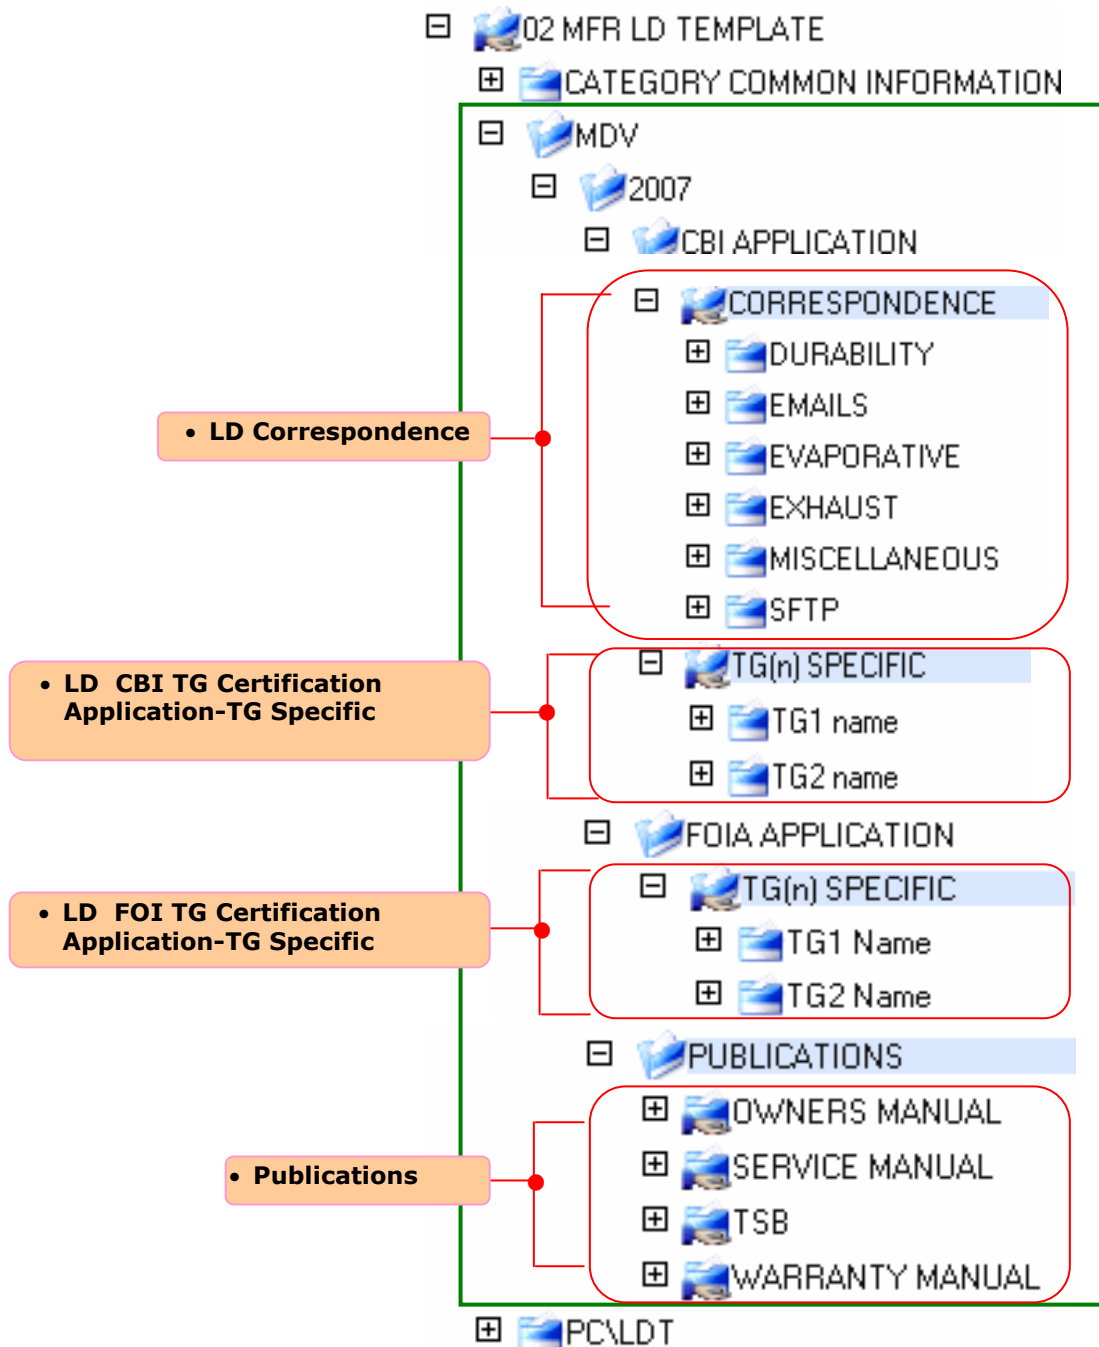 02 MFR LD TEMPLATE
CATEGORY COMMON INFORMATION
MDV
2007
CBI APPLICATION
CORRESPONDENCE
DURABILITY
EMAILS
• LD Correspondence
EVAPORATIVE
EXHAUST
MISCELLANEOUS
SFTP
TG(n) SPECIFIC
• LD CBI TG Certification
Application-TG Specific
TG1 name
TG2 name
FOIA APPLICATION
TG(n) SPECIFIC
• LD FOI TG Certification
Application-TG Specific
TG1 Name
TG2 Name
PUBLICATIONS
OWNERS MANUAL
• Publications
SERVICE MANUAL
TSB
WARRANTY MANUAL
PC\LDT